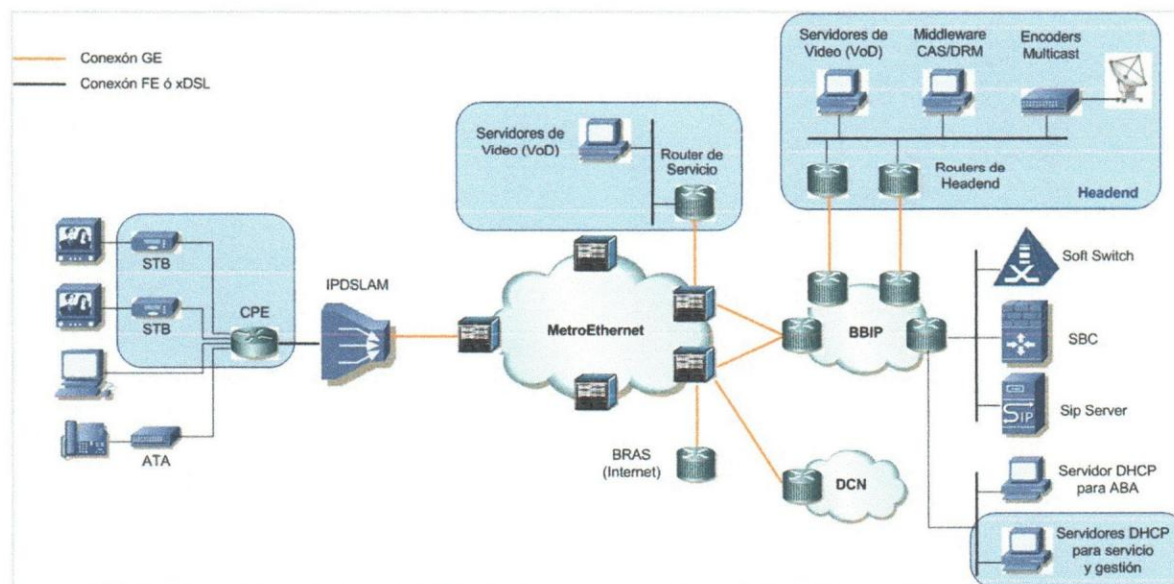 Conexón GE
Conexón FE ó xDSL
Servidores de
Video (VoD)
Router de
Servicio
Servidores de
Video (VoD)
Middleware
CAS/DRM
Encoders
Multicast
Routers de
Headend
Headend
STB
STB
CPE
IPDSLAM
ATA
MetroEthernet
BRAS
(Internet)
BBIP
DCN
Soft Switch
SBC
SIP
Sip Server
Servidor DHCP
para ABA
Servidores DHCP
para servicio
y gestión